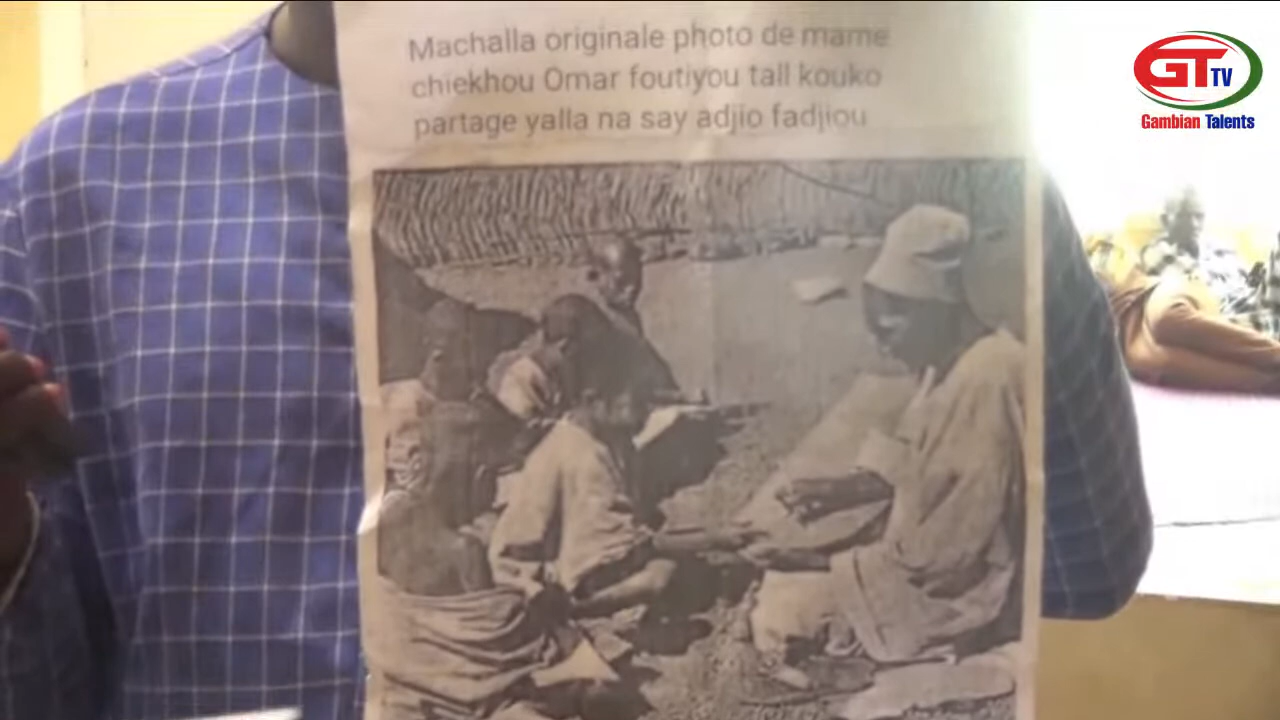 Machalla originale photo de mame
chiekhou Omar foutiyou tall kouko
partage yalla na say adjio fadjiou
GT TV
Gambian Talents